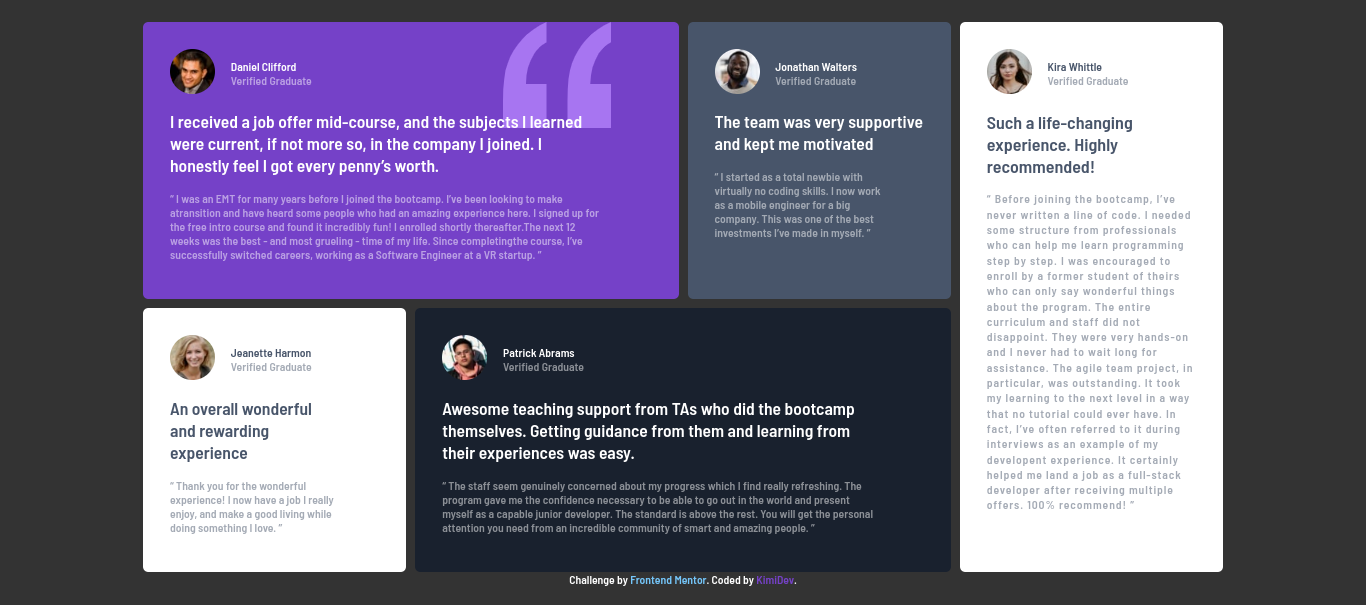 Daniel Clifford
Verified Graduate
I received a job offer mid-course, and the subjects I learned
were current, if not more so, in the company I joined. I
honestly feel I got every penny’s worth.
“ I was an EMT for many years before I joined the bootcamp. I’ve been looking to make
atransition and have heard some people who had an amazing experience here. I signed up for
the free intro course and found it incredibly fun! I enrolled shortly thereafter.The next 12
weeks was the best - and most grueling - time of my life. Since completingthe course, I’ve
successfully switched careers, working as a Software Engineer at a VR startup. ”
Jonathan Walters
Verified Graduate
The team was very supportive
and kept me motivated
“ I started as a total newbie with
virtually no coding skills. I now work
as a mobile engineer for a big
company. This was one of the best
investments I’ve made in myself. ”
Kira Whittle
Verified Graduate
Such a life-changing
experience. Highly
recommended!
“ Before joining the bootcamp, I’ve
never written a line of code. I needed
some structure from professionals
who can help me learn programming
step by step. I was encouraged to
enroll by a former student of theirs
who can only say wonderful things
about the program. The entire
curriculum and staff did not
disappoint. They were very hands-on
and I never had to wait long for
assistance. The agile team project, in
particular, was outstanding. It took
my learning to the next level in a way
that no tutorial could ever have. In
fact, I’ve often referred to it during
interviews as an example of my
developent experience. It certainly
helped me land a job as a full-stack
developer after receiving multiple
offers. 100% recommend! ”
Jeanette Harmon
Verified Graduate
An overall wonderful
and rewarding
experience
“ Thank you for the wonderful
experience! I now have a job I really
enjoy, and make a good living while
doing something I love. ”
Patrick Abrams
Verified Graduate
Awesome teaching support from TAs who did the bootcamp
themselves. Getting guidance from them and learning from
their experiences was easy.
“ The staff seem genuinely concerned about my progress which I find really refreshing. The
program gave me the confidence necessary to be able to go out in the world and present
myself as a capable junior developer. The standard is above the rest. You will get the personal
attention you need from an incredible community of smart and amazing people. ”
Challenge by Frontend Mentor. Coded by KimiDev.